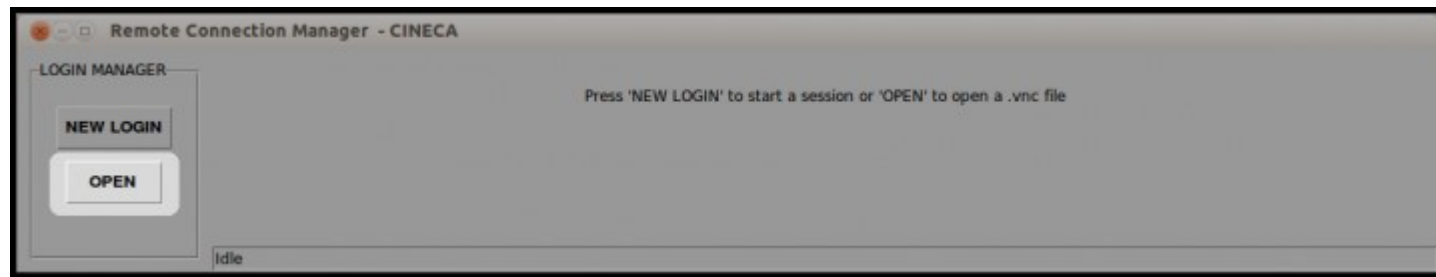 Remote Connection Manager - CINECA
LOGIN MANAGER
Press 'NEW LOGIN' to start a session or 'OPEN' to open a .vnc file
NEW LOGIN
OPEN
Idle